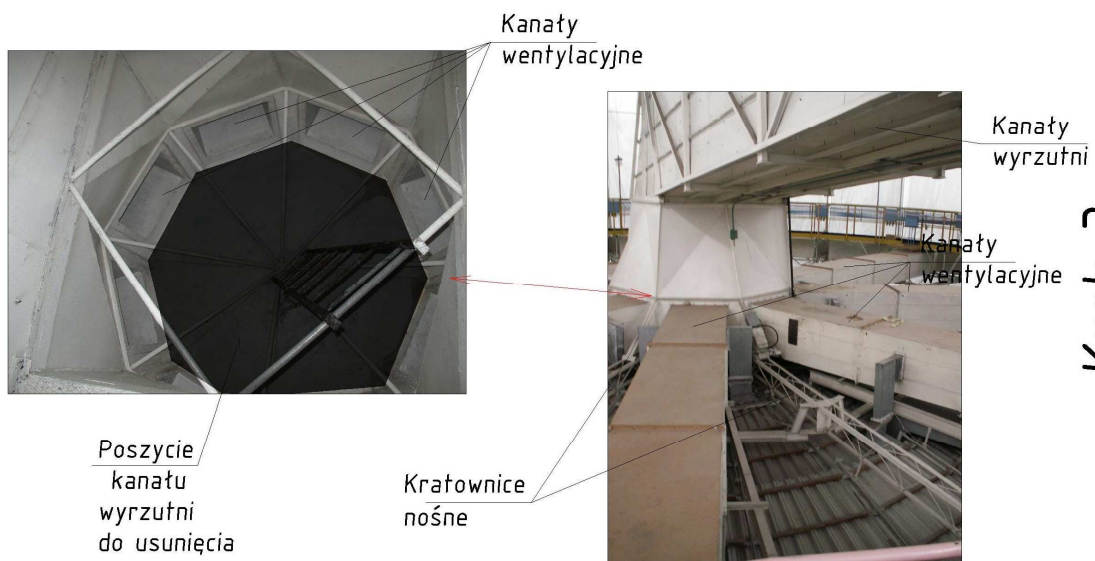 Kanały
wentylacyjne
Kanały
wyrzutni
Kanały
wentylacyjne
Poszycie
kanału
wyrzutni
do usunięcia
Kratownice
nośne